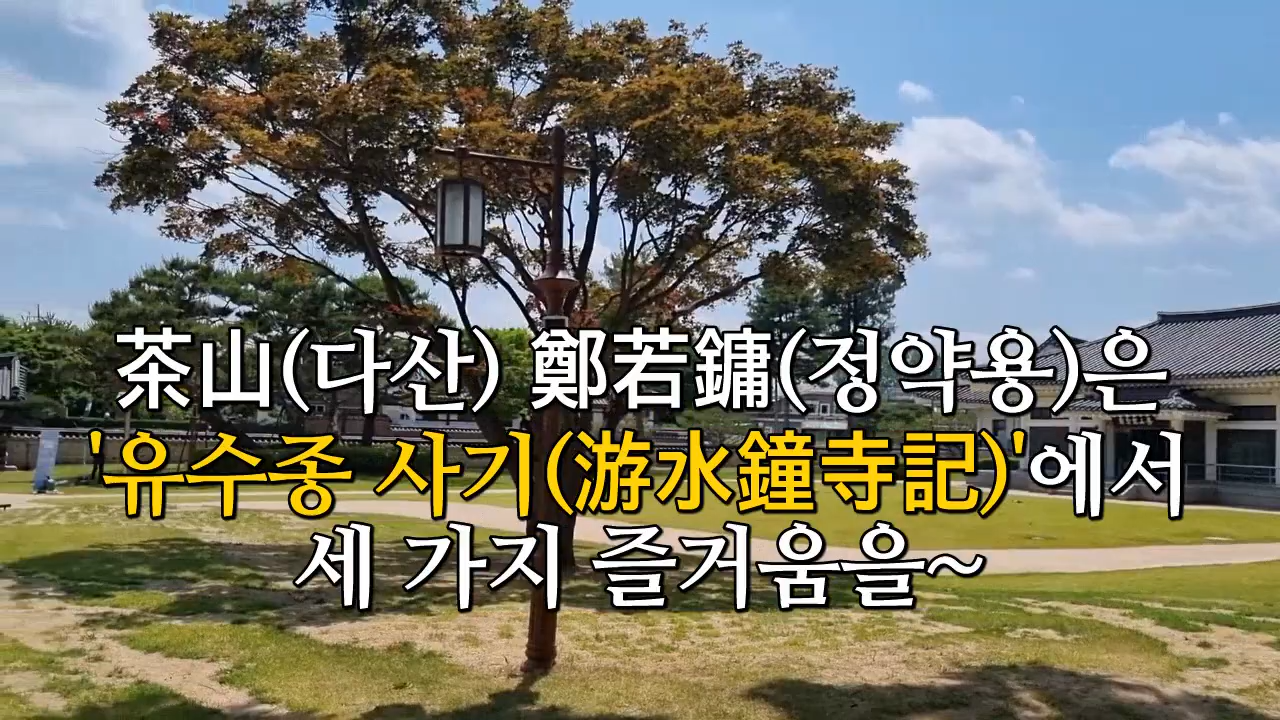 茶山(다산) 鄭若鏞(정약용)은
'유수종 사기(游水鐘寺記)'에서
세 가지 즐거움을~